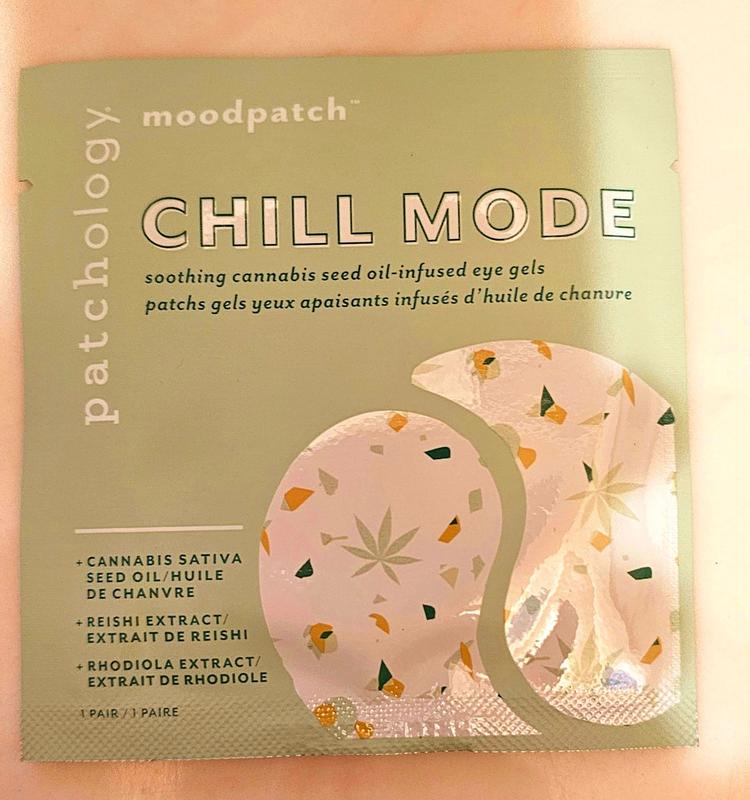 patchology.
moodpatch™
CHILL MODE
soothing cannabis seed oil-infused eye gels
patchs gels yeux apaisants infusés d'huile de chanvre
+ CANNABIS SATIVA
SEED OIL/HUILE
DE CHANVRE
+ REISHI EXTRACT/
EXTRAIT DE REISHI
+ RHODIOLA EXTRACT/
EXTRAIT DE RHODIOLE
1 PAIR / 1 PAIRE